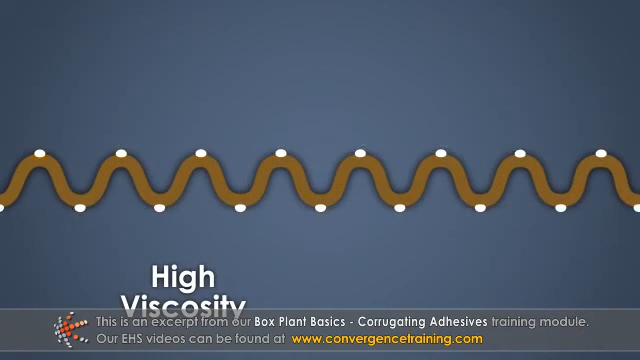 High
Viscosity
This is an excerpt from our Box Plant Basics - Corrugating Adhesives training module.
Our EHS videos can be found at www.convergencetraining.com